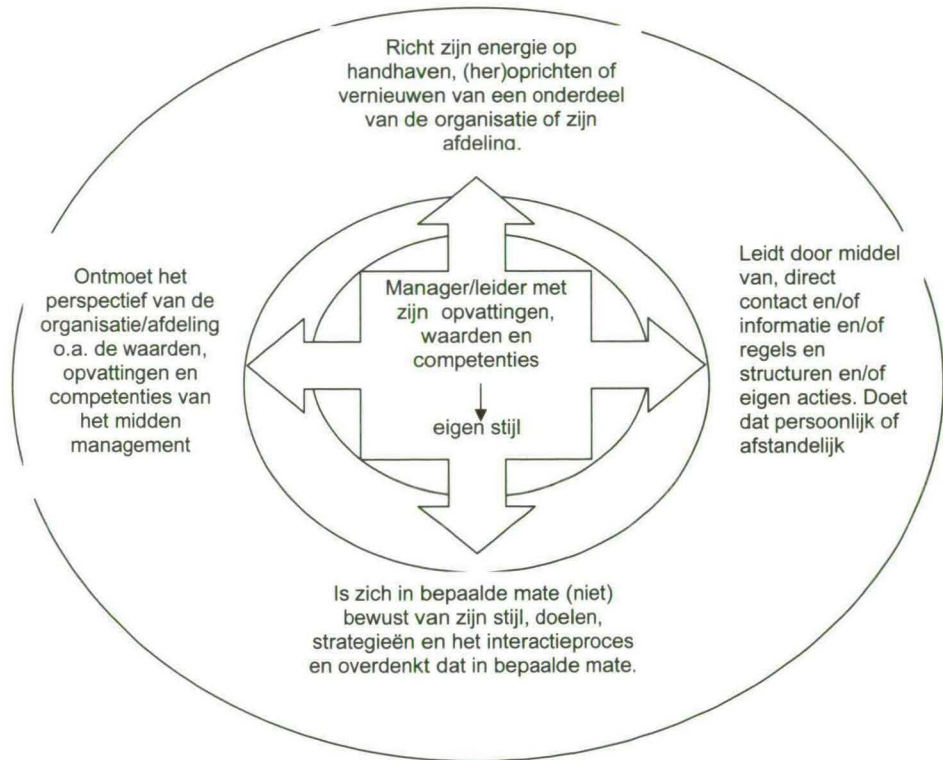 Richt zijn energie op
handhaven, (her)oprichten of
vernieuwen van een onderdeel
van de organisatie of zijn
afdeling.
Ontmoet het
perspectief van de
organisatie/afdeling
o.a. de waarden,
opvattingen en
competenties van
het midden
management
Manager/leider met
zijn opvattingen,
waarden en
competenties
eigen stijl
Leidt door middel
van, direct
contact en/of
informatie en/of
regels en
structuren en/of
eigen acties. Doet
dat persoonlijk of
afstandelijk
Is zich in bepaalde mate (niet)
bewust van zijn stijl, doelen,
strategieën en het interactieproces
en overdenkt dat in bepaalde mate.